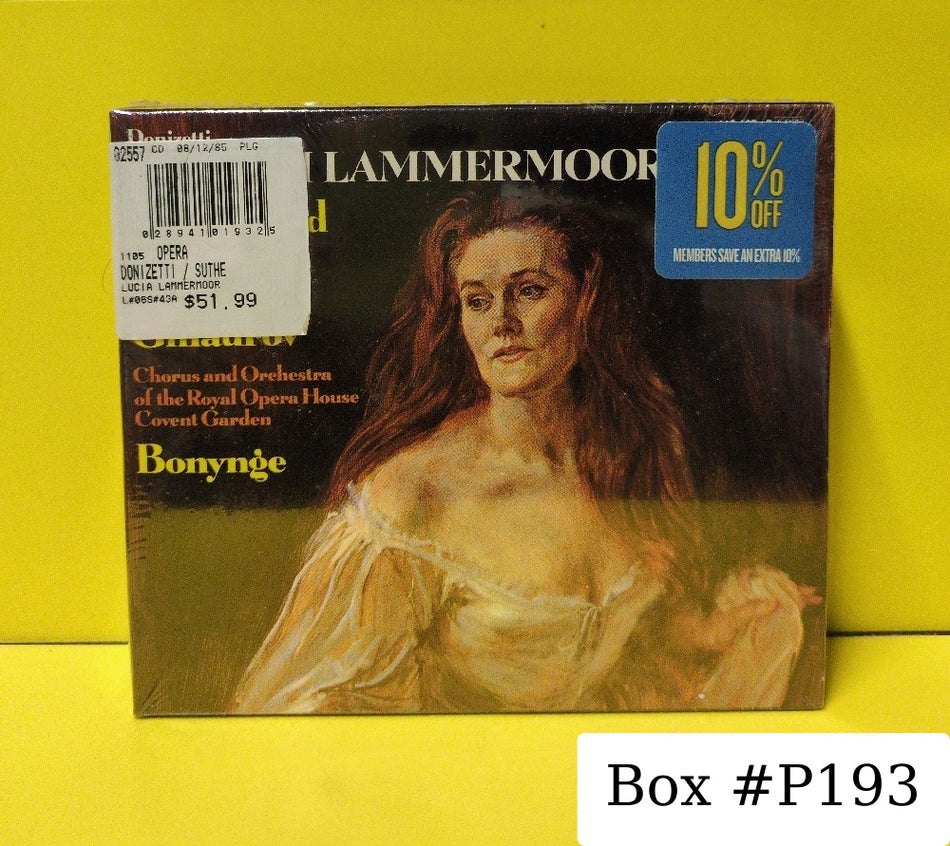 Donizetti
LAMMERMOOR
d
Ghiaurov
Chorus and Orchestra
of the Royal Opera House
Covent Garden
Bonynge
02557 CD 08/12/85 PLG
0 28941 01932 5
1105 OPERA
DONIZETTI / SUTHE
LUCIA LAMMERMOOR
L#06S#43A $51.99
10% OFF
MEMBERS SAVE AN EXTRA 10%
Box #P193